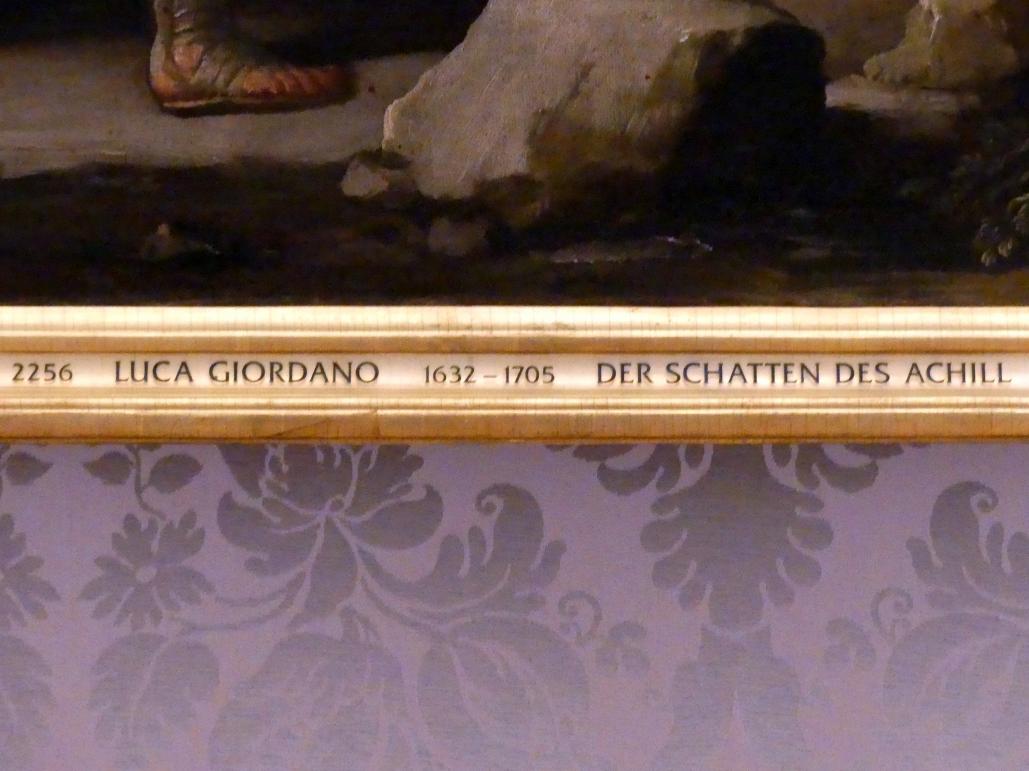 2256 LUCA GIORDANO 1632 – 1705 DER SCHATTEN DES ACHILL